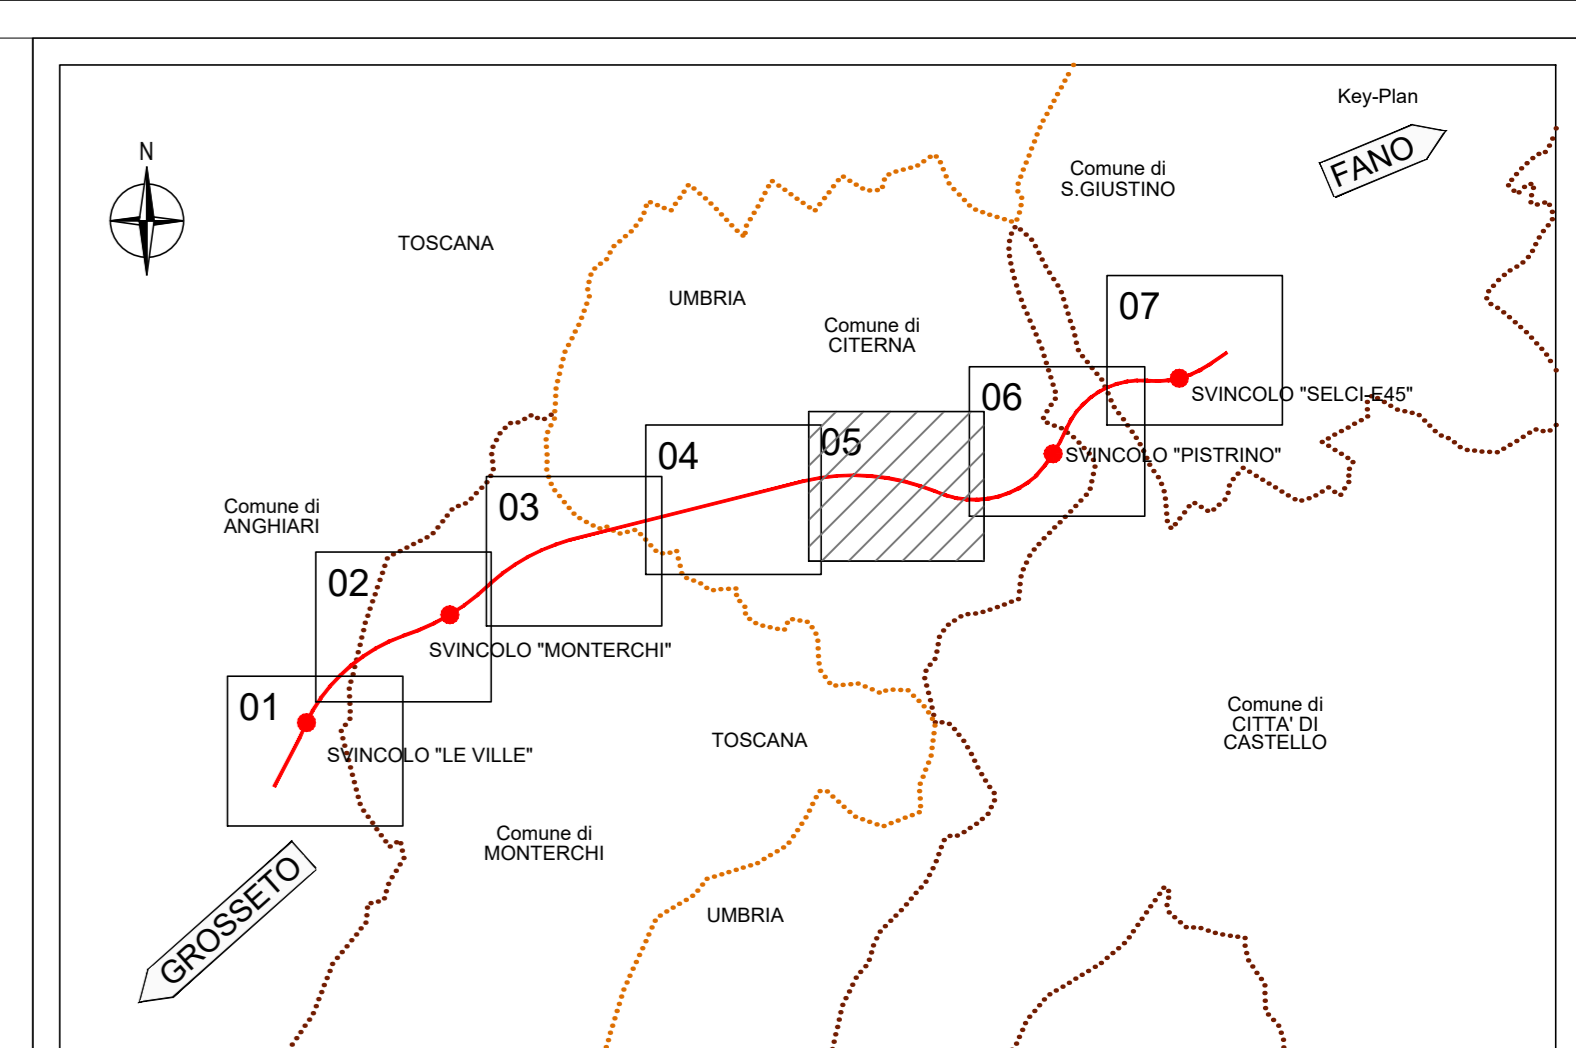 Key-Plan
FANO
N
Comune di
S.GIUSTINO
TOSCANA
UMBRIA
07
Comune di
CITERNA
06
SVINCOLO "SELCI-E45"
05
04
SVINCOLO "PISTRINO"
03
Comune di
ANGHIARI
02
SVINCOLO "MONTERCHI"
01
SVINCOLO "LE VILLE"
TOSCANA
Comune di
CITTA' DI
CASTELLO
Comune di
MONTERCHI
GROSSETO
UMBRIA